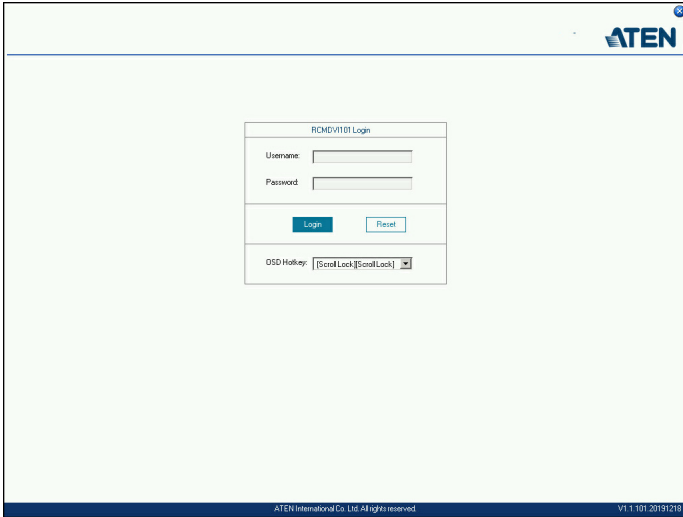 ATEN
RCMDVI101 Login
Username:
Password:
Login
Reset
OSD Hotkey:
[Scroll Lock][Scroll Lock]
ATEN International Co. Ltd. All rights reserved.
V1.1.101.20191218